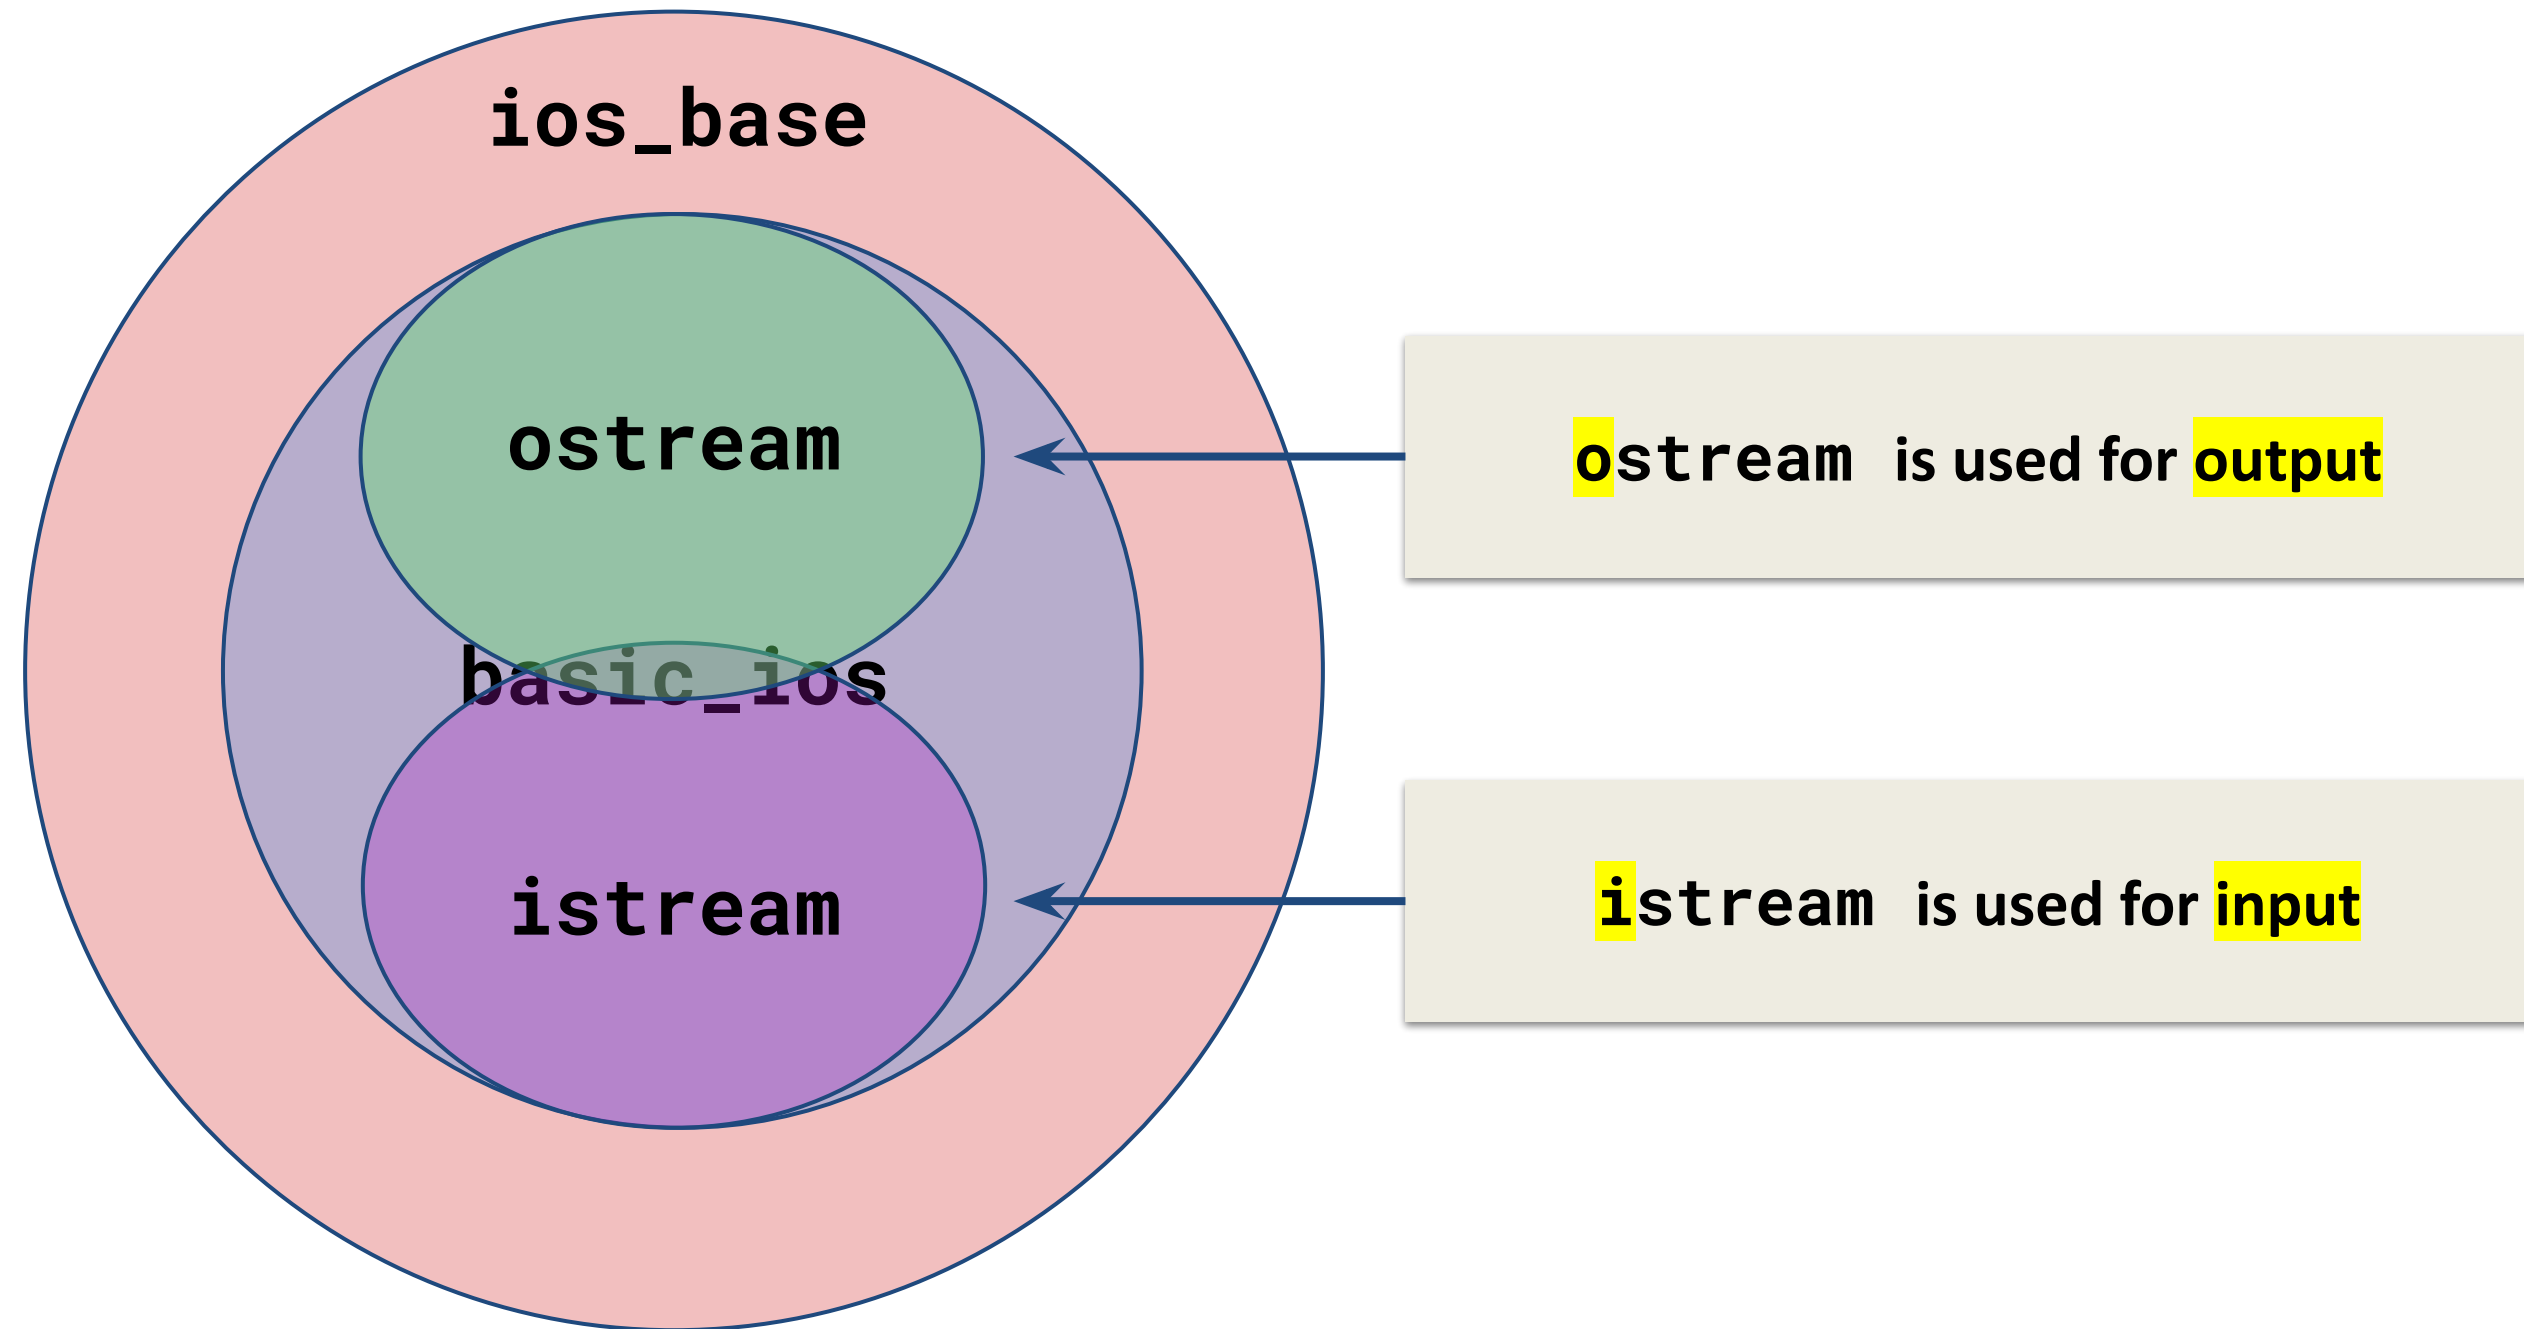 ios_base
ostream
ostream is used for output
basic_ios
istream
istream is used for input